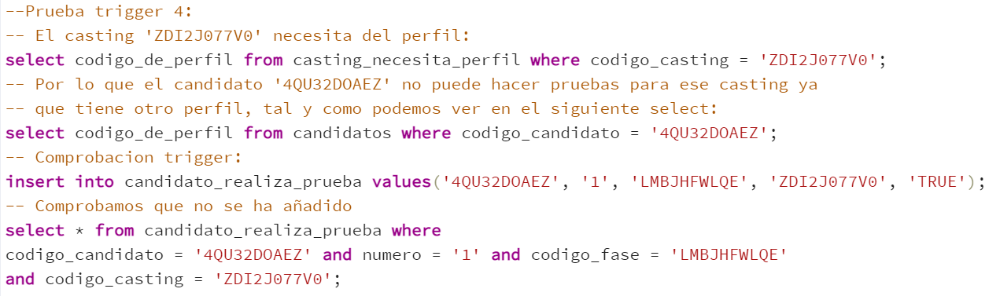 --Prueba trigger 4:
-- El casting 'ZDI2J077V0' necesita del perfil:
select codigo_de_perfil from casting_necesita_perfil where codigo_casting = 'ZDI2J077V0';
-- Por lo que el candidato '4QU32DOAEZ' no puede hacer pruebas para ese casting ya
-- que tiene otro perfil, tal y como podemos ver en el siguiente select:
select codigo_de_perfil from candidatos where codigo_candidato = '4QU32DOAEZ';
-- Comprobacion trigger:
insert into candidato_realiza_prueba values('4QU32DOAEZ', '1', 'LMBJHFWLQE', 'ZDI2J077V0', 'TRUE');
-- Comprobamos que no se ha añadido
select * from candidato_realiza_prueba where
codigo_candidato = '4QU32DOAEZ' and numero = '1' and codigo_fase = 'LMBJHFWLQE'
and codigo_casting = 'ZDI2J077V0';